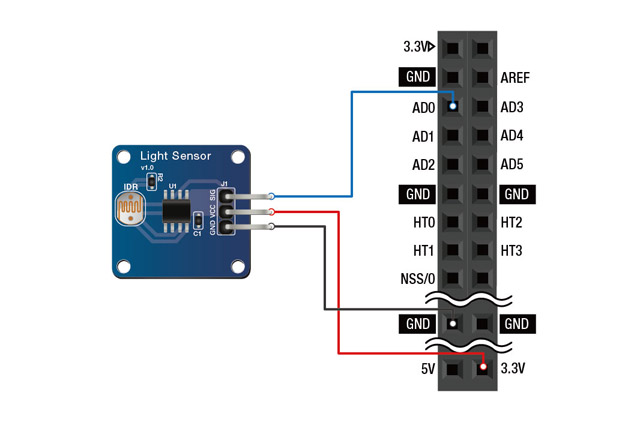 3.3V
GND
AREF
AD0
AD3
AD1
AD4
AD2
AD5
GND
GND
HT0
HT2
HT1
HT3
NSS/0
GND
GND
5V
3.3V
Light Sensor
v1.0
R2
IDR
U1
J1
C1
SIG
VCC
GND